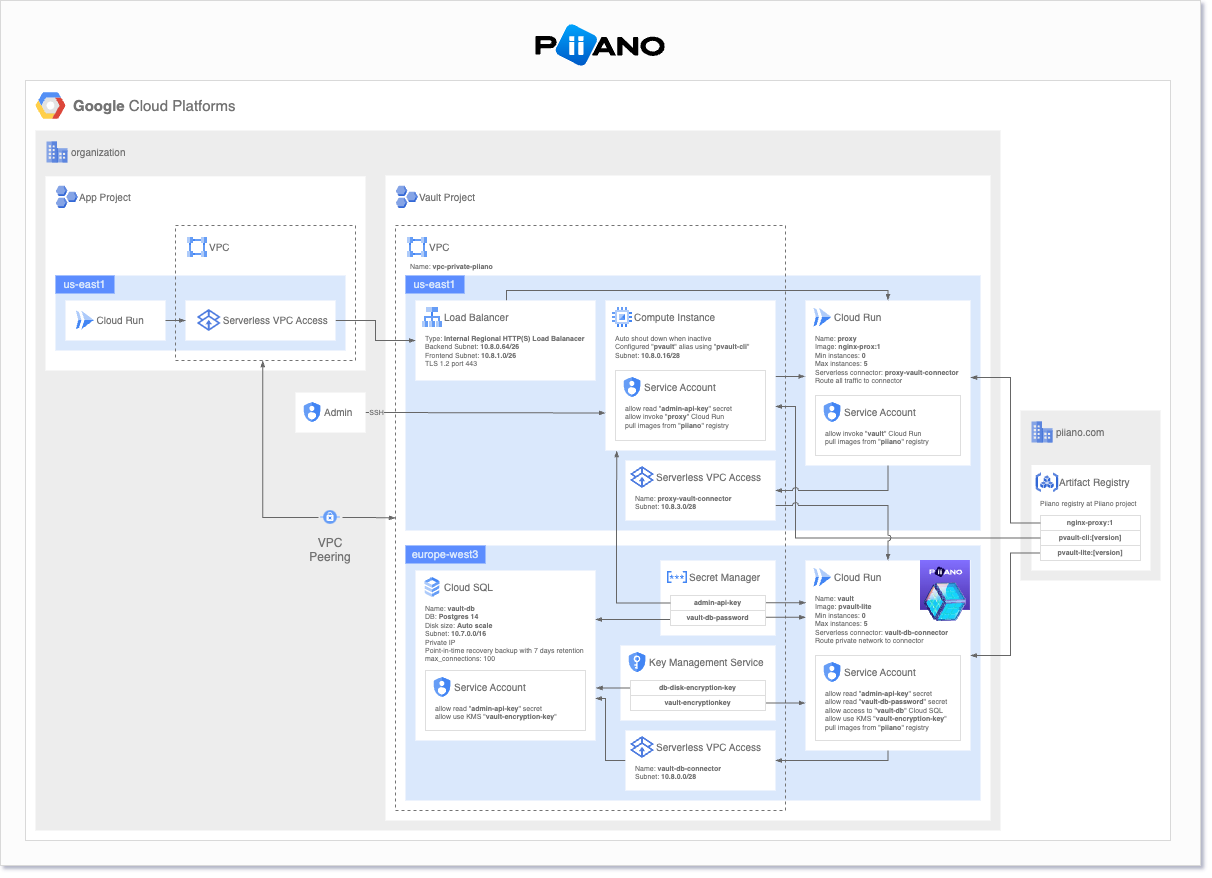 PiiANO
Google Cloud Platforms
organization
App Project
VPC
us-east1
Cloud Run
Serverless VPC Access
Admin
SSH
VPC
Peering
Vault Project
VPC
Name: vpc-private-piiano
us-east1
Load Balancer
Type: Internal Regional HTTP(S) Load Balanacer
Backend Subnet: 10.8.0.64/26
Frontend Subnet: 10.8.1.0/26
TLS 1.2 port 443
Compute Instance
Auto shout down when inactive
Configured "pvault" alias using "pvault-cli"
Subnet: 10.8.0.16/28
Service Account
allow read "admin-api-key" secret
allow invoke "proxy" Cloud Run
pull images from "piiano" registry
Cloud Run
Name: proxy
Image: nginx-prox:1
Min instances: 0
Max instances: 5
Serverless connector: proxy-vault-connector
Route all traffic to connector
Service Account
allow invoke "vault" Cloud Run
pull images from "piiano" registry
Serverless VPC Access
Name: proxy-vault-connector
Subnet: 10.8.3.0/28
europe-west3
Cloud SQL
Name: vault-db
DB: Postgres 14
Disk size: Auto scale
Subnet: 10.7.0.0/16
Private IP
Point-in-time recovery backup with 7 days retention
max_connections: 100
Service Account
allow read "admin-api-key" secret
allow use KMS "vault-encryption-key"
Secret Manager
admin-api-key
vault-db-password
Key Management Service
db-disk-encryption-key
vault-encryptionkey
Serverless VPC Access
Name: vault-db-connector
Subnet: 10.8.0.0/28
Cloud Run
PiiANO
Name: vault
Image: pvault-lite
Min instances: 0
Max instances: 5
Serverless connector: vault-db-connector
Route private network to connector
Service Account
allow read "admin-api-key" secret
allow read "vault-db-password" secret
allow access to "vault-db" Cloud SQL
allow use KMS "vault-encryption-key"
pull images from "piiano" registry
piiano.com
Artifact Registry
Piiano registry at Piiano project
nginx-proxy:1
pvault-cli:[version]
pvault-lite:[version]